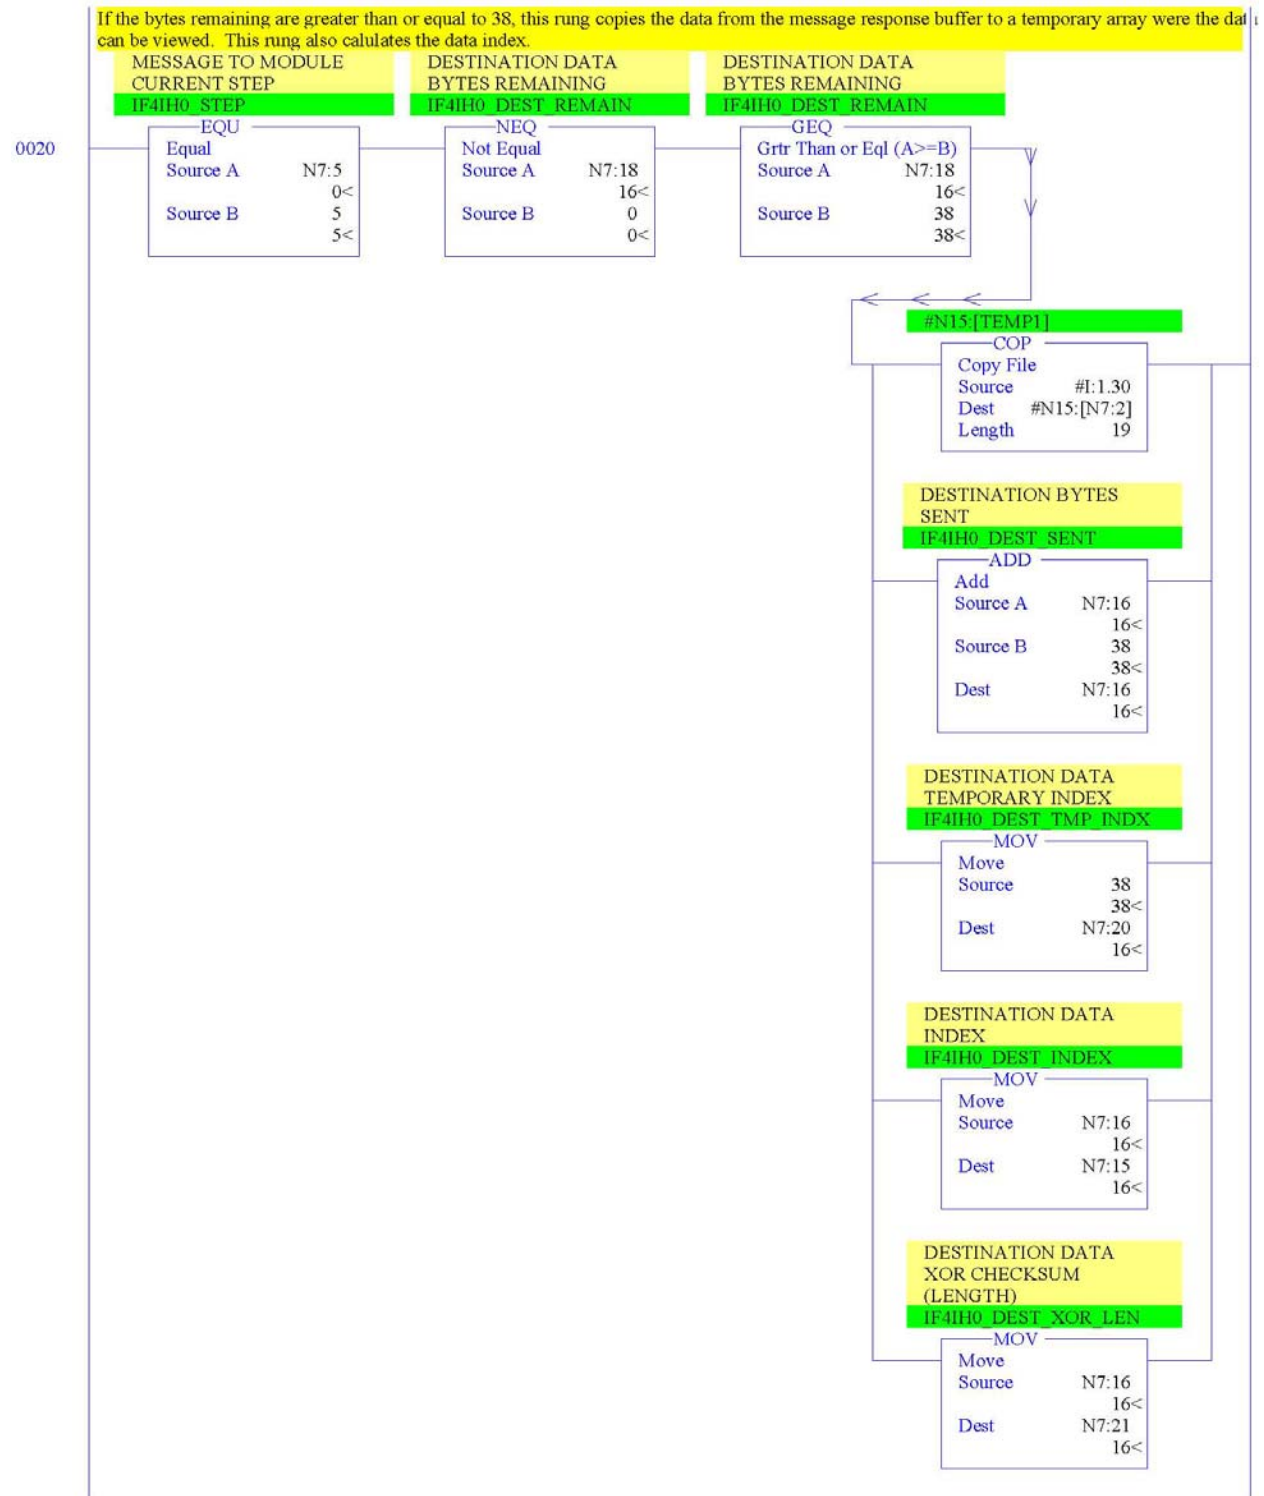 If the bytes remaining are greater than or equal to 38, this rung copies the data from the message response buffer to a temporary array were the dat
can be viewed.  This rung also calulates the data index.
MESSAGE TO MODULE
CURRENT STEP
IF4IH0_STEP
DESTINATION DATA
BYTES REMAINING
IF4IH0_DEST_REMAIN
DESTINATION DATA
BYTES REMAINING
IF4IH0_DEST_REMAIN
0020
EQU
Equal
Source A N7:5
0<
Source B 5
5<
NEQ
Not Equal
Source A N7:18
16<
Source B 0
0<
GEQ
Grtr Than or Eql (A>=B)
Source A N7:18
16<
Source B 38
38<
#N15:[TEMP1]
COP
Copy File
Source #I:1.30
Dest #N15:[N7:2]
Length 19
DESTINATION BYTES
SENT
IF4IH0_DEST_SENT
ADD
Add
Source A N7:16
16<
Source B 38
38<
Dest N7:16
16<
DESTINATION DATA
TEMPORARY INDEX
IF4IH0_DEST_TMP_INDX
MOV
Move
Source 38
38<
Dest N7:20
16<
DESTINATION DATA
INDEX
IF4IH0_DEST_INDEX
MOV
Move
Source N7:16
16<
Dest N7:15
16<
DESTINATION DATA
XOR CHECKSUM
(LENGTH)
IF4IH0_DEST_XOR_LEN
MOV
Move
Source N7:16
16<
Dest N7:21
16<